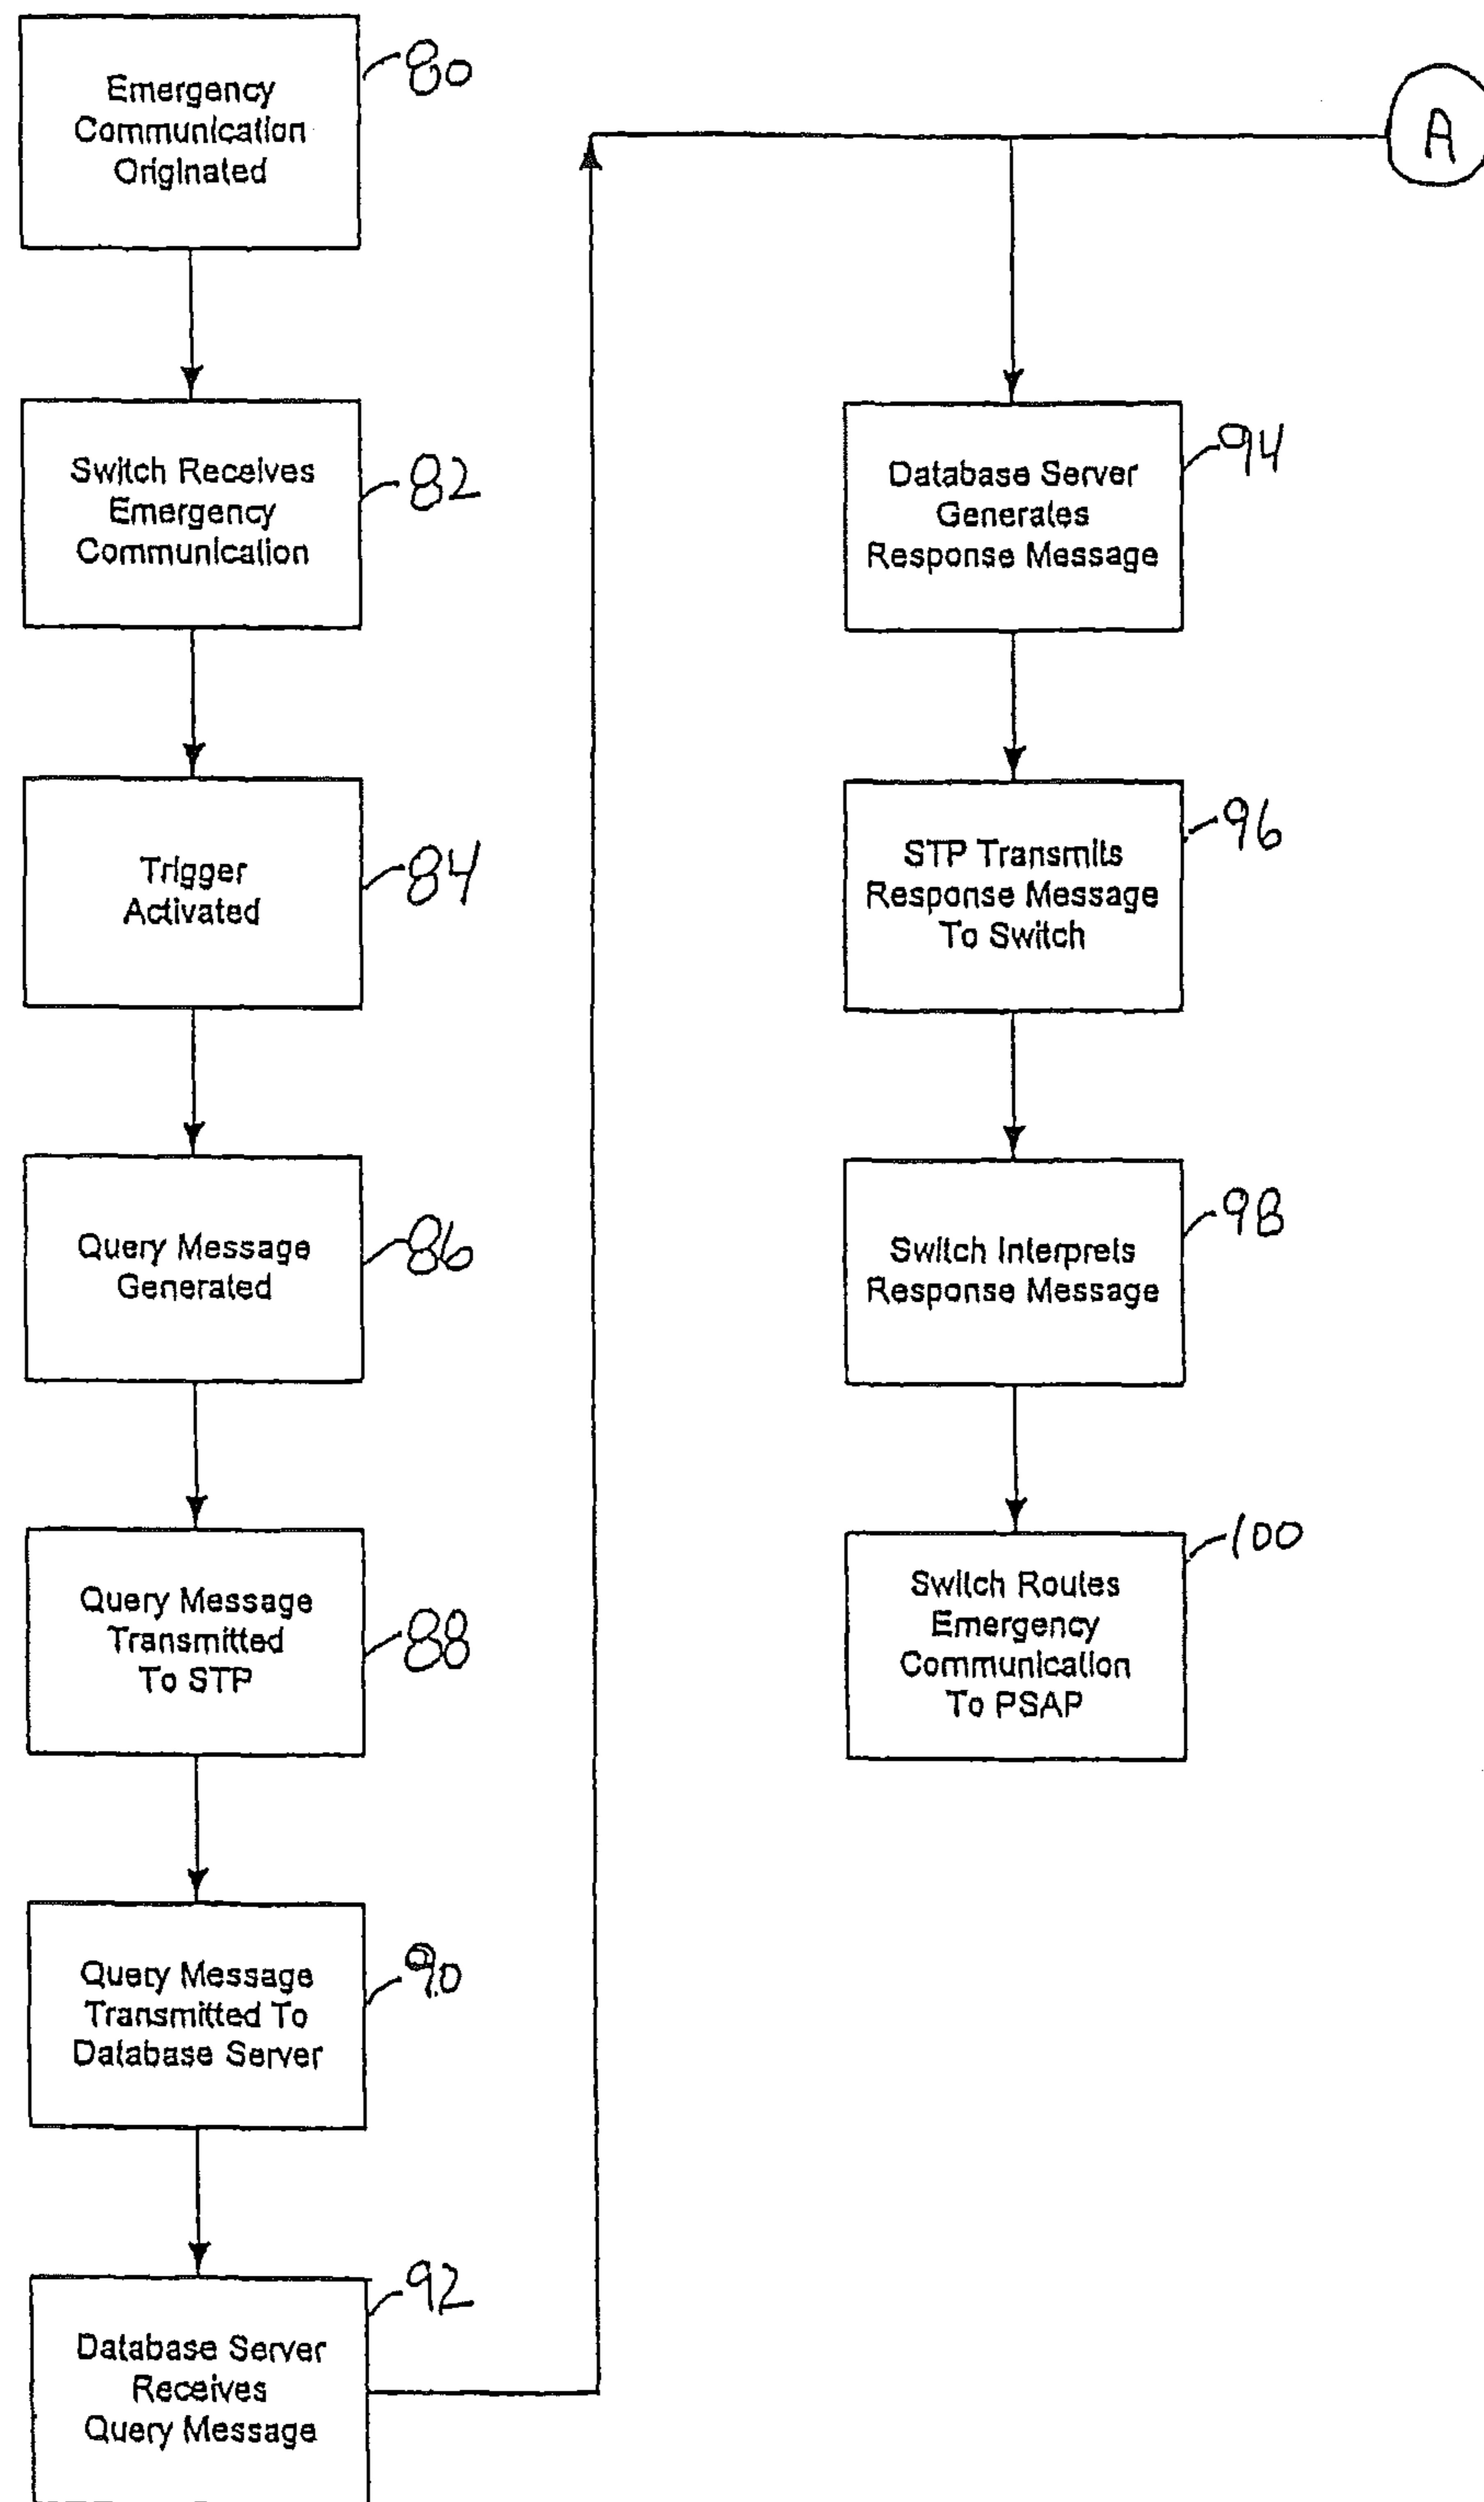 Emergency
Communication
Originated
80
Switch Receives
Emergency
Communication
82
Trigger
Activated
84
Query Message
Generated
86
Query Message
Transmitted
To STP
88
Query Message
Transmitted To
Database Server
90
Database Server
Receives
Query Message
92
A
Database Server
Generates
Response Message
94
STP Transmits
Response Message
To Switch
96
Switch Interprets
Response Message
98
Switch Routes
Emergency
Communication
To PSAP
100